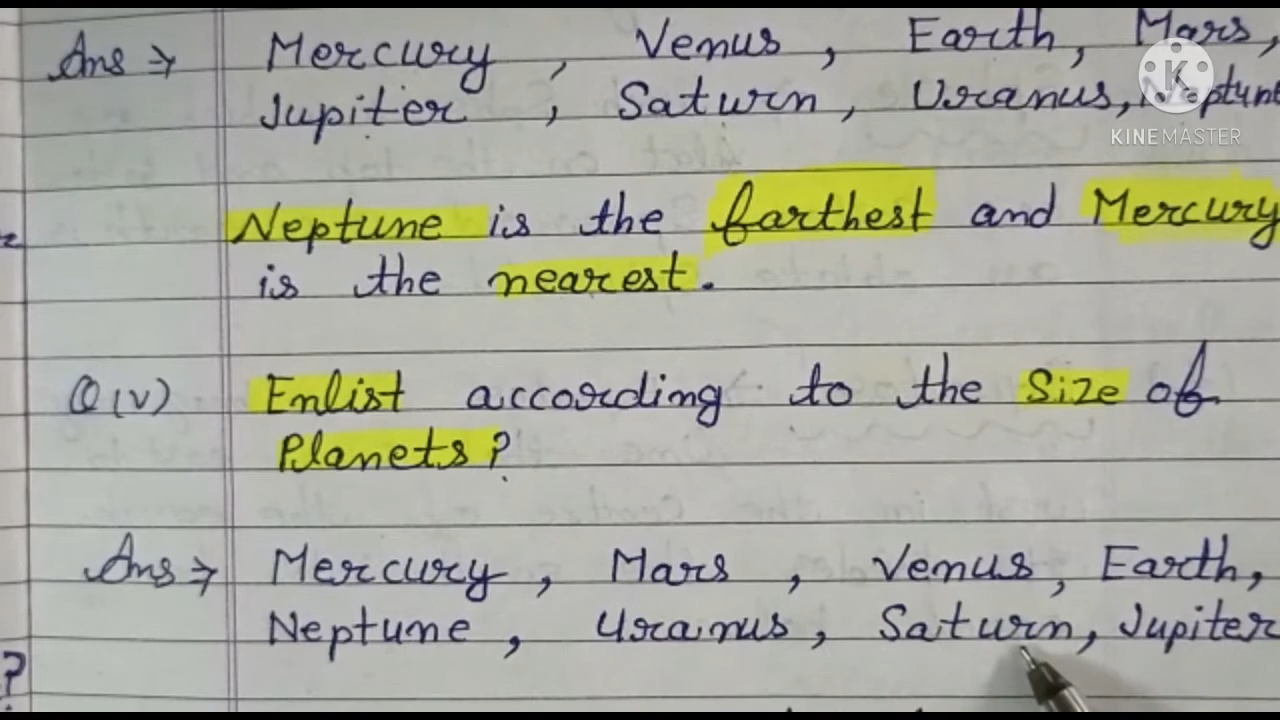 Ans ⇒ Mercury , Venus , Earth , Mars ,
Jupiter , Saturn , Uranus , Neptune
KINEMASTER
Neptune is the farthest and Mercury
is the nearest .
Q (V) Enlist according to the Size of
Planets ?
Ans ⇒ Mercury , Mars , Venus , Earth ,
Neptune , Uranus , Saturn , Jupiter
?